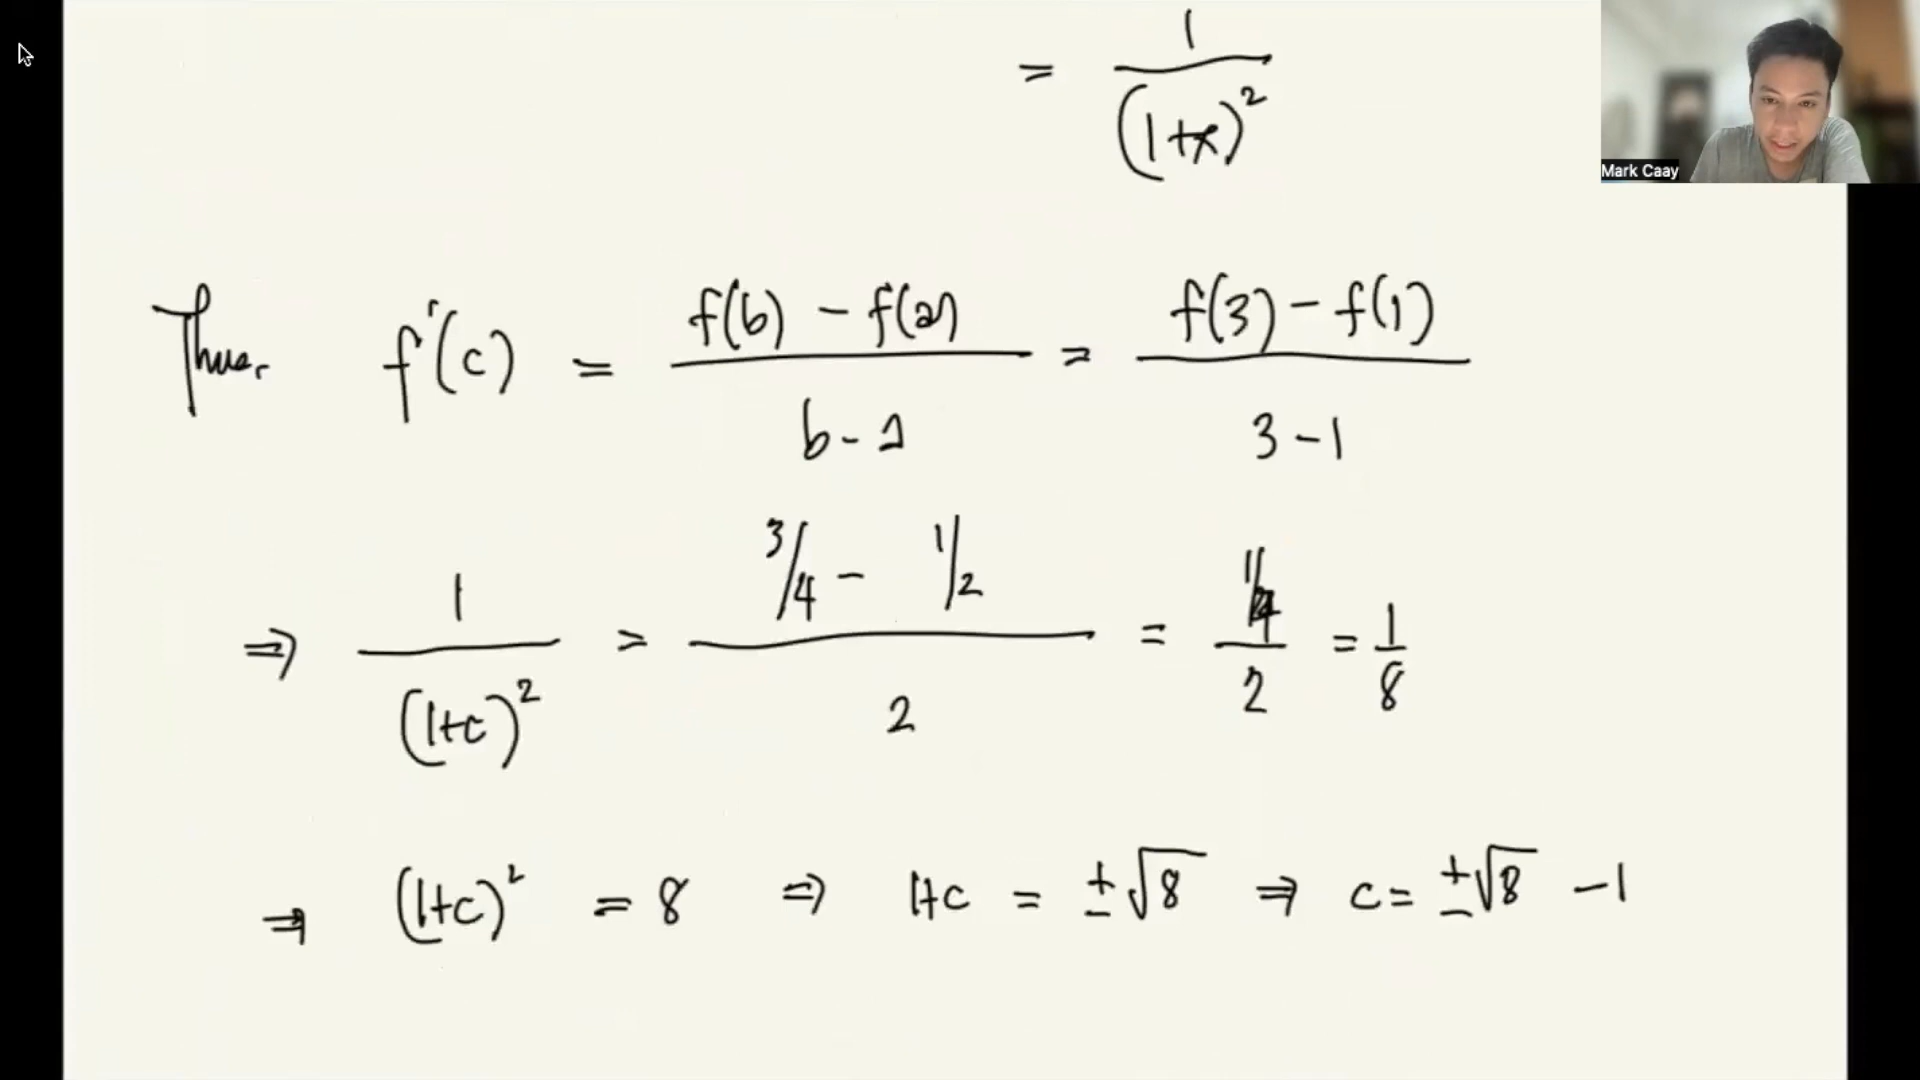 = 1/(1+x)²
Mark Caay
Thus, f'(c) = (f(b) - f(a))/(b-a) = (f(3) - f(1))/(3-1)
⇒ 1/(1+c)² = (3/4 - 1/2)/2 = (1/4)/2 = 1/8
⇒ (1+c)² = 8 ⇒ 1+c = ±√8 ⇒ c = ±√8 - 1